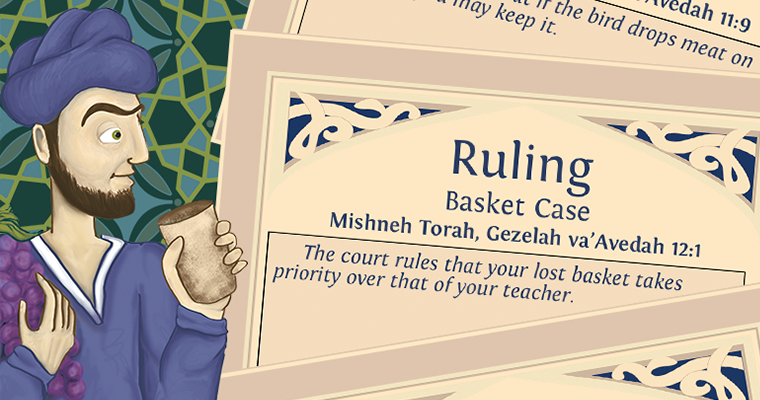 Avedah 11:9
if the bird drops meat on
may keep it.
Ruling
Basket Case
Mishneh Torah, Gezelah va’Avedah 12:1
The court rules that your lost basket takes
priority over that of your teacher.